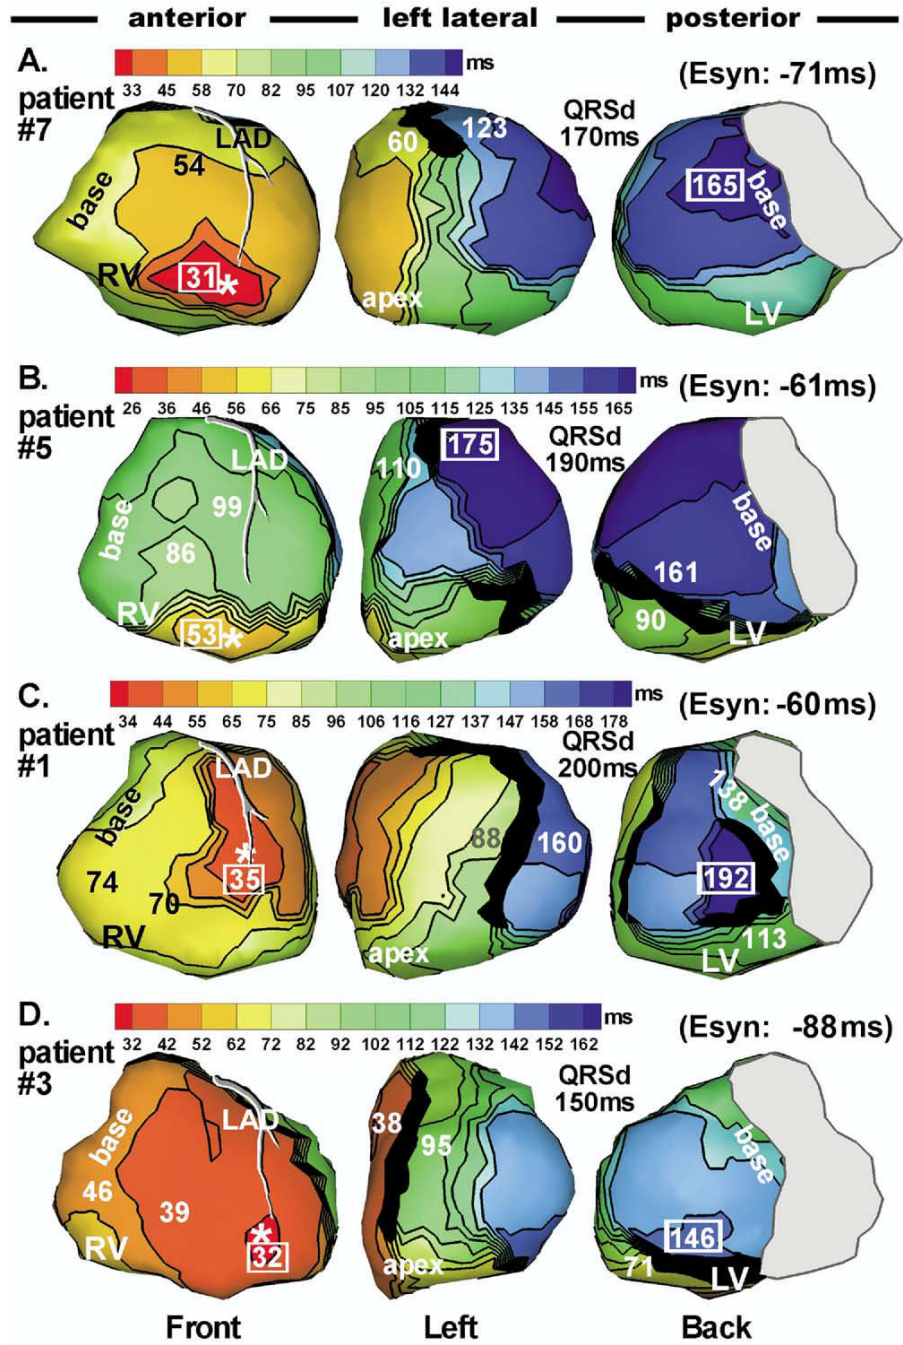 anterior left lateral posterior
A.
patient
#7
ms
33 45 58 70 82 95 107 120 132 144
(Esyn: -71ms)
QRSd
170ms
LAD
54
base
RV
31
*
60
123
apex
165
base
LV
B.
patient
#5
ms
26 36 46 56 66 75 85 95 105 115 125 135 145 155 165
(Esyn: -61ms)
QRSd
190ms
LAD
99
base
86
RV
53
*
110
175
apex
base
161
90
LV
C.
patient
#1
ms
34 44 55 65 75 85 96 106 116 127 137 147 158 168 178
(Esyn: -60ms)
QRSd
200ms
LAD
base
*
35
74
70
RV
88
160
apex
138
base
192
113
LV
D.
patient
#3
ms
32 42 52 62 72 82 92 102 112 122 132 142 152 162
(Esyn: -88ms)
QRSd
150ms
LAD
base
46
39
*
32
RV
38
95
apex
base
146
71
LV
Front Left Back